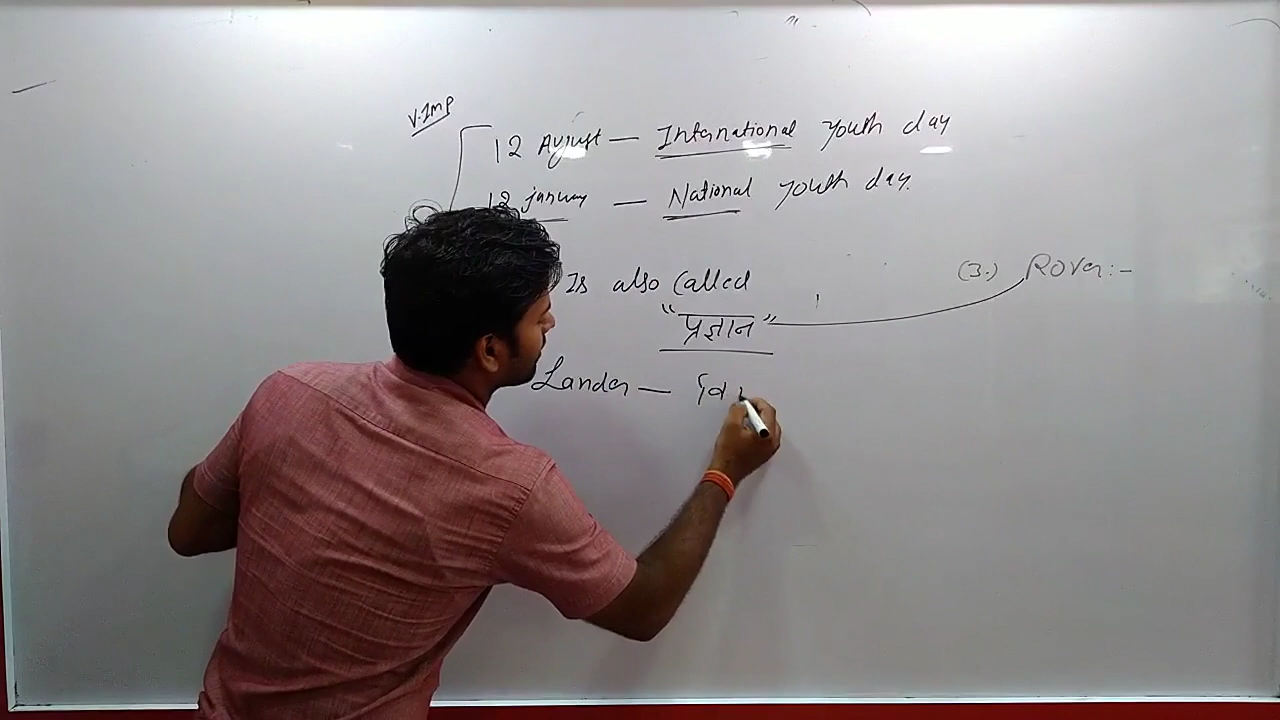 V.Imp
12 August — International Youth day
12 January — National Youth day.
(3.) Rover:-
Is also called
"प्रज्ञान"
Lander — वि